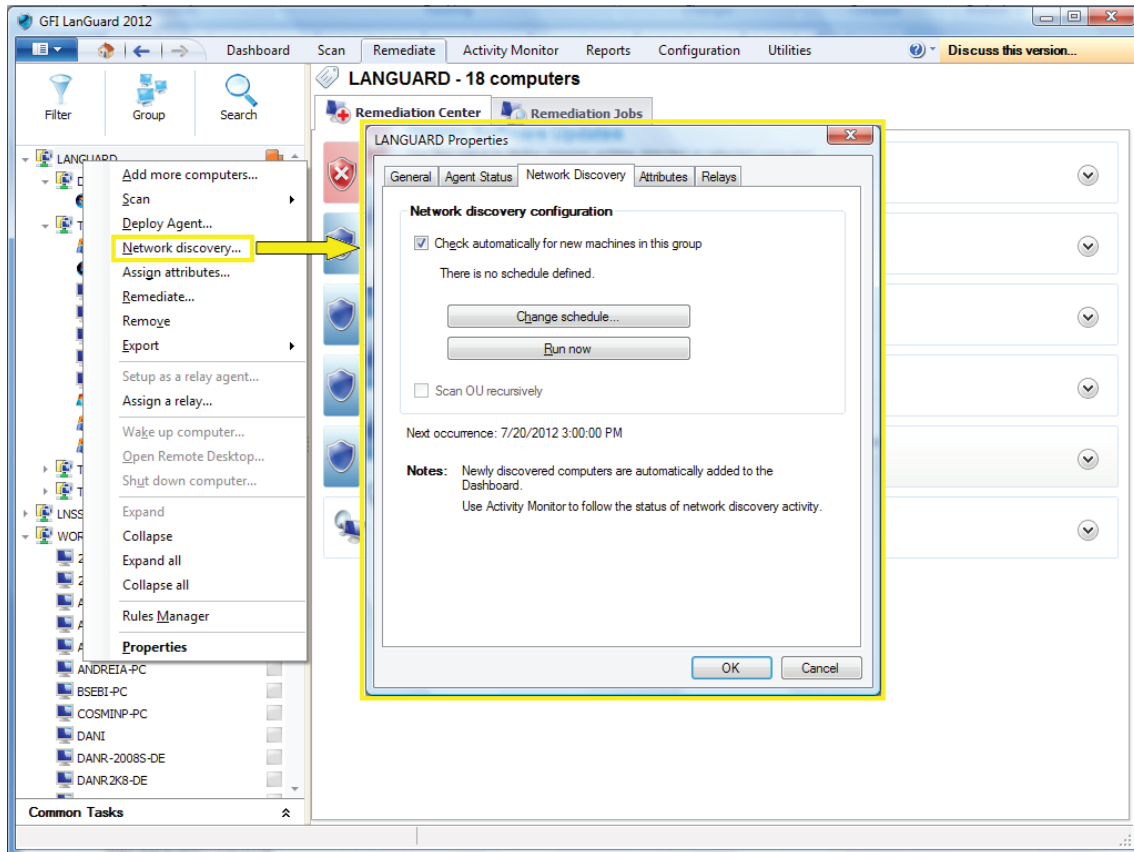 GFI LanGuard 2012
Dashboard Scan Remediate Activity Monitor Reports Configuration Utilities Discuss this version...
Filter Group Search
LANGUARD - 18 computers
Remediation Center Remediation Jobs
LANGUARD
Add more computers...
Scan
Deploy Agent...
Network discovery...
Assign attributes...
Remediate...
Remove
Export
Setup as a relay agent...
Assign a relay...
Wake up computer...
Open Remote Desktop...
Shut down computer...
Expand
Collapse
Expand all
Collapse all
Rules Manager
Properties
LNSS
WOR
ANDREIA-PC
BSEBI-PC
COSMINP-PC
DANI
DANR-2008S-DE
DANR2K8-DE
Common Tasks
LANGUARD Properties
General Agent Status Network Discovery Attributes Relays
Network discovery configuration
Check automatically for new machines in this group
There is no schedule defined.
Change schedule...
Run now
Scan OU recursively
Next occurrence: 7/20/2012 3:00:00 PM
Notes: Newly discovered computers are automatically added to the
Dashboard.
Use Activity Monitor to follow the status of network discovery activity.
OK Cancel